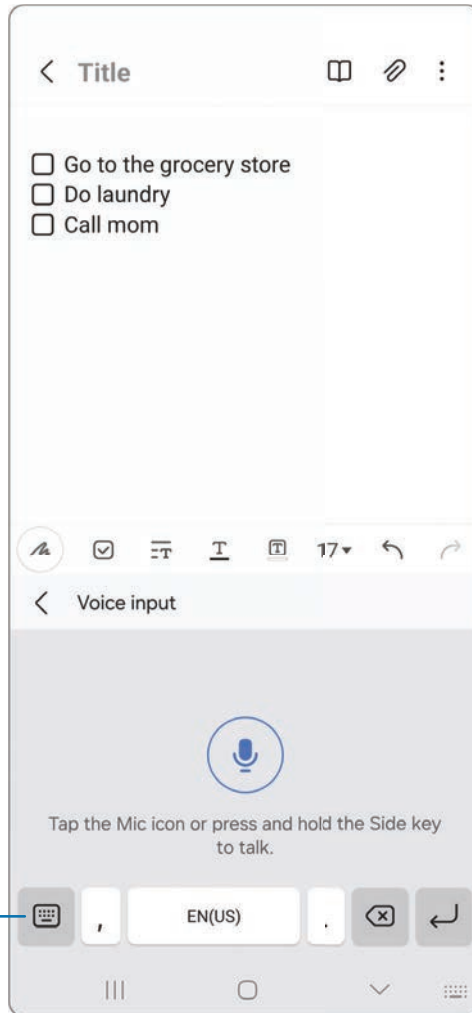 Title
Go to the grocery store
Do laundry
Call mom
T T T 17
Voice input
Tap the Mic icon or press and hold the Side key
to talk.
, EN(US) .